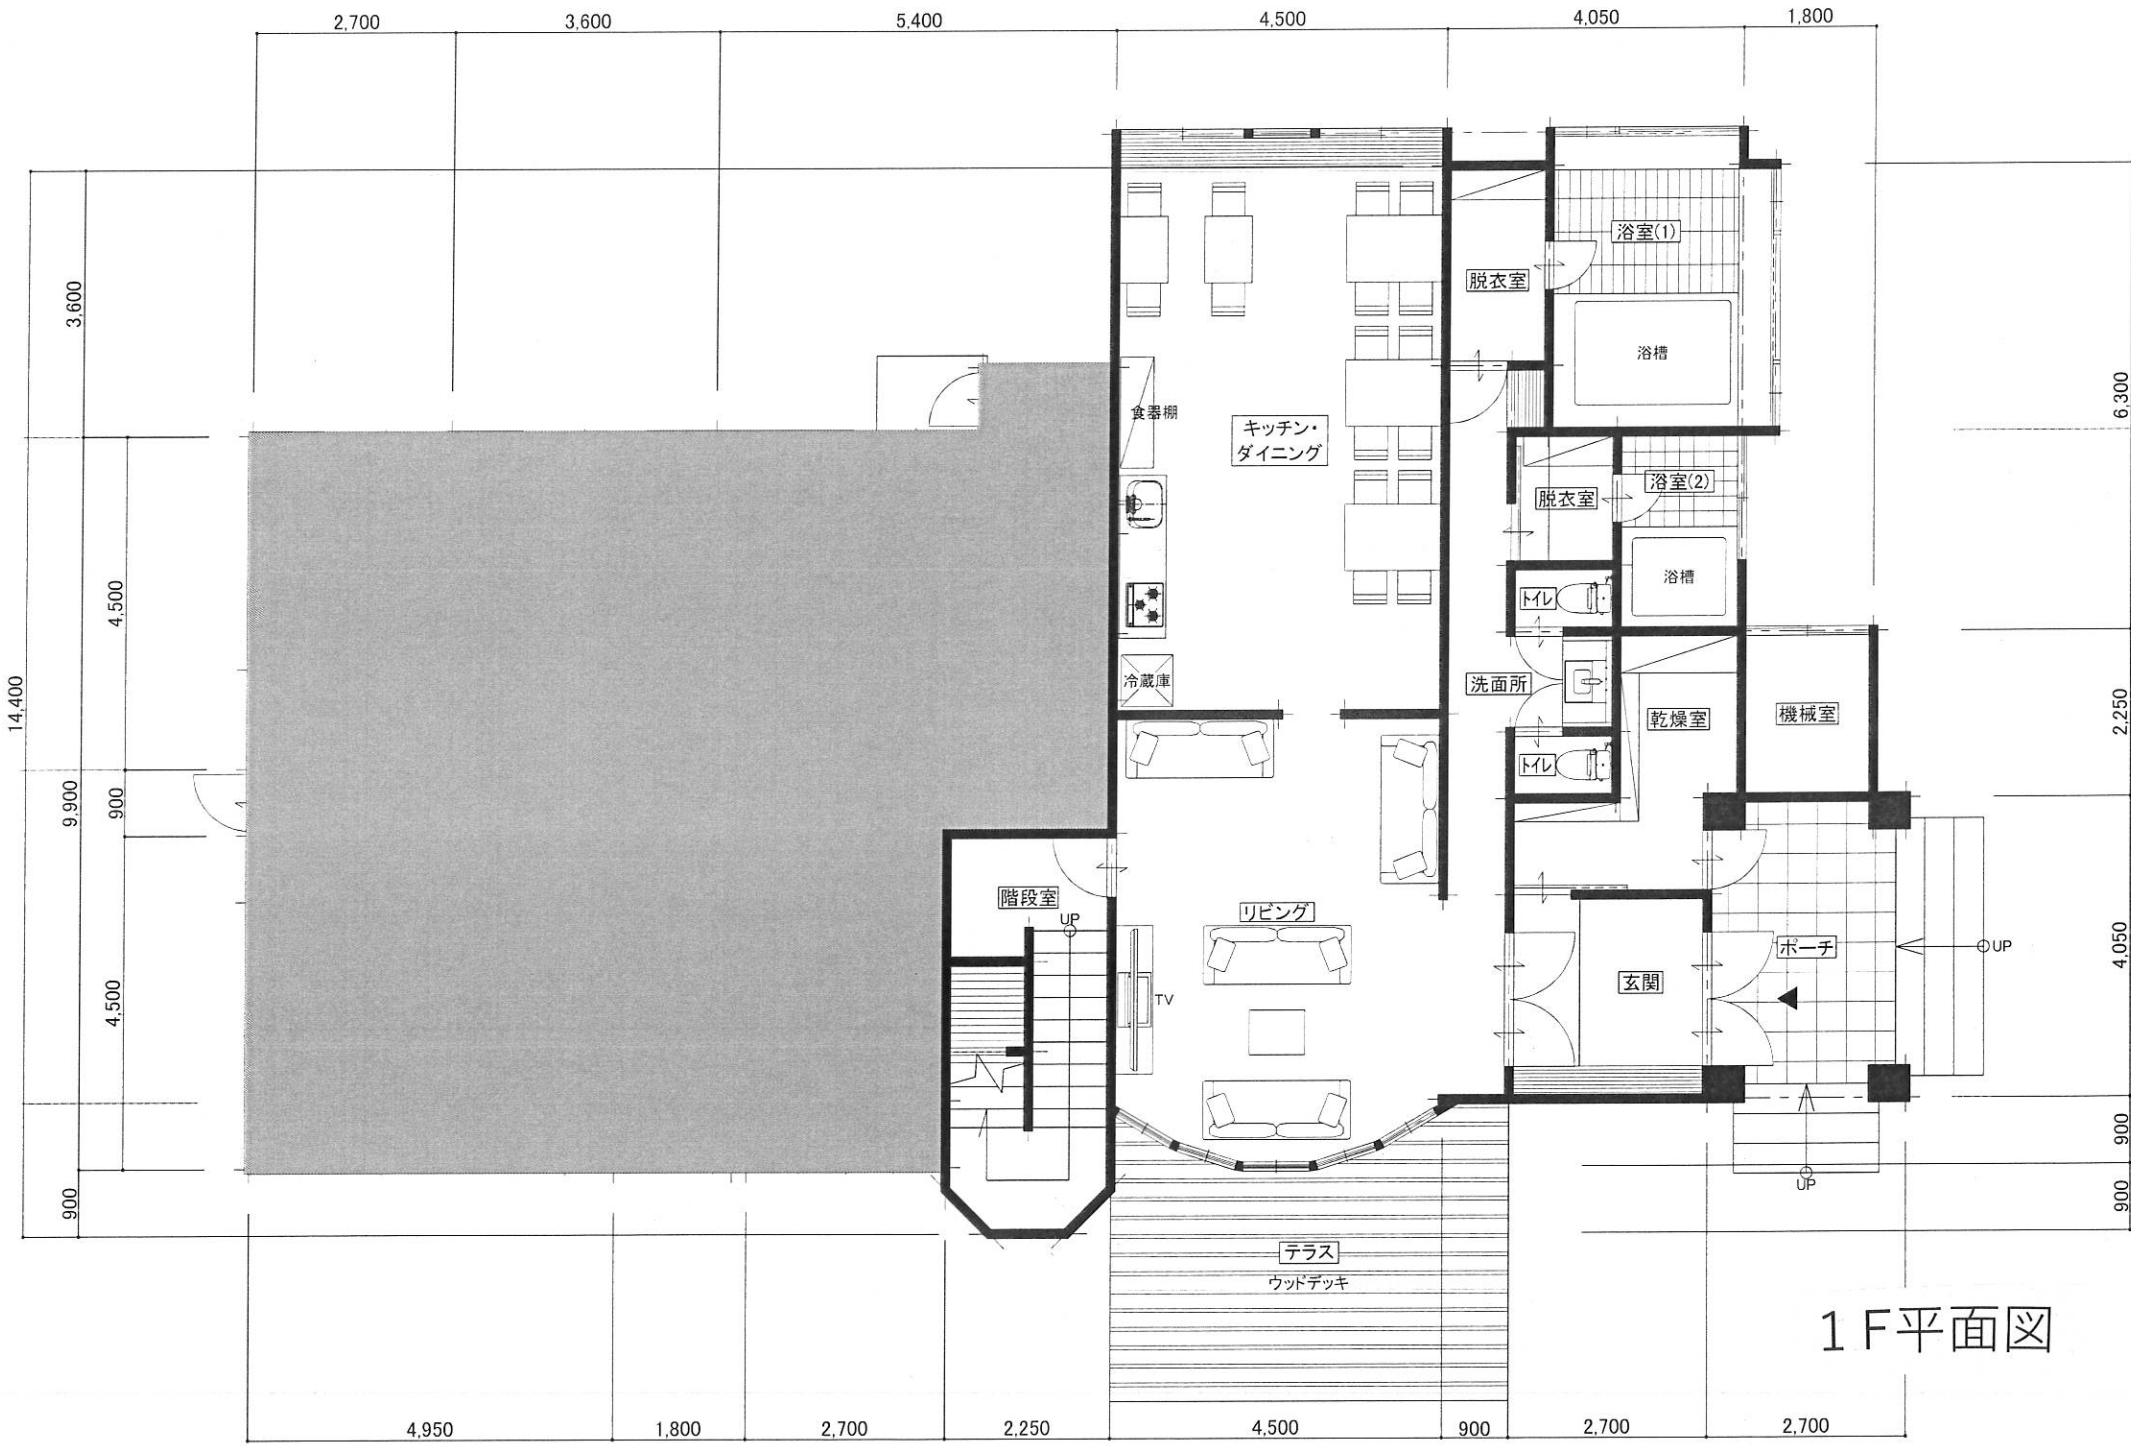 2,700
3,600
5,400
4,500
4,050
1,800
浴室(1)
脱衣室
浴槽
3,600
食器棚
キッチン・
ダイニング
6,300
脱衣室
浴室(2)
浴槽
トイレ
4,500
冷蔵庫
洗面所
乾燥室
機械室
2,250
14,400
トイレ
9,900
900
階段室
UP
リビング
ポーチ
UP
4,050
玄関
TV
4,500
900
UP
900
900
テラス
ウッドデッキ
1F平面図
4,950
1,800
2,700
2,250
4,500
900
2,700
2,700